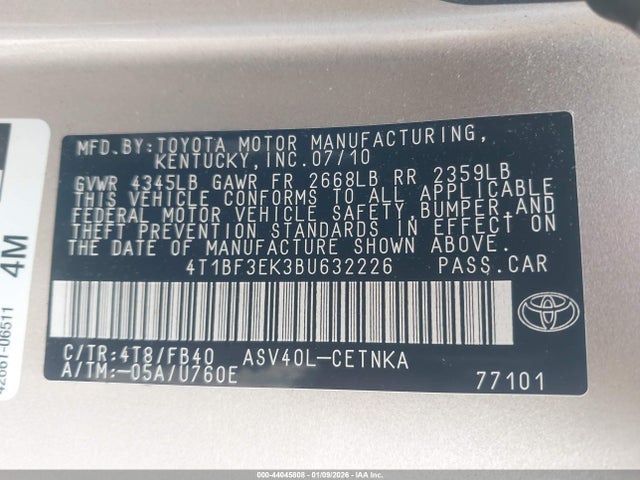 MFD.BY:TOYOTA MOTOR MANUFACTURING,
KENTUCKY,INC.07/10
GVWR 4345LB GAWR FR 2668LB RR 2359LB
THIS VEHICLE CONFORMS TO ALL APPLICABLE
FEDERAL MOTOR VEHICLE SAFETY,BUMPER,AND
THEFT PREVENTION STANDARDS IN EFFECT ON
THE DATE OF MANUFACTURE SHOWN ABOVE.
4T1BF3EK3BU632226 PASS.CAR
C/TR:4T8/FB40 ASV40L-CETNKA
A/TM:-05A/U760E
77101
TOYOTA
4M
42661-06511
000-44045808 - 01/09/2026 - IAA Inc.